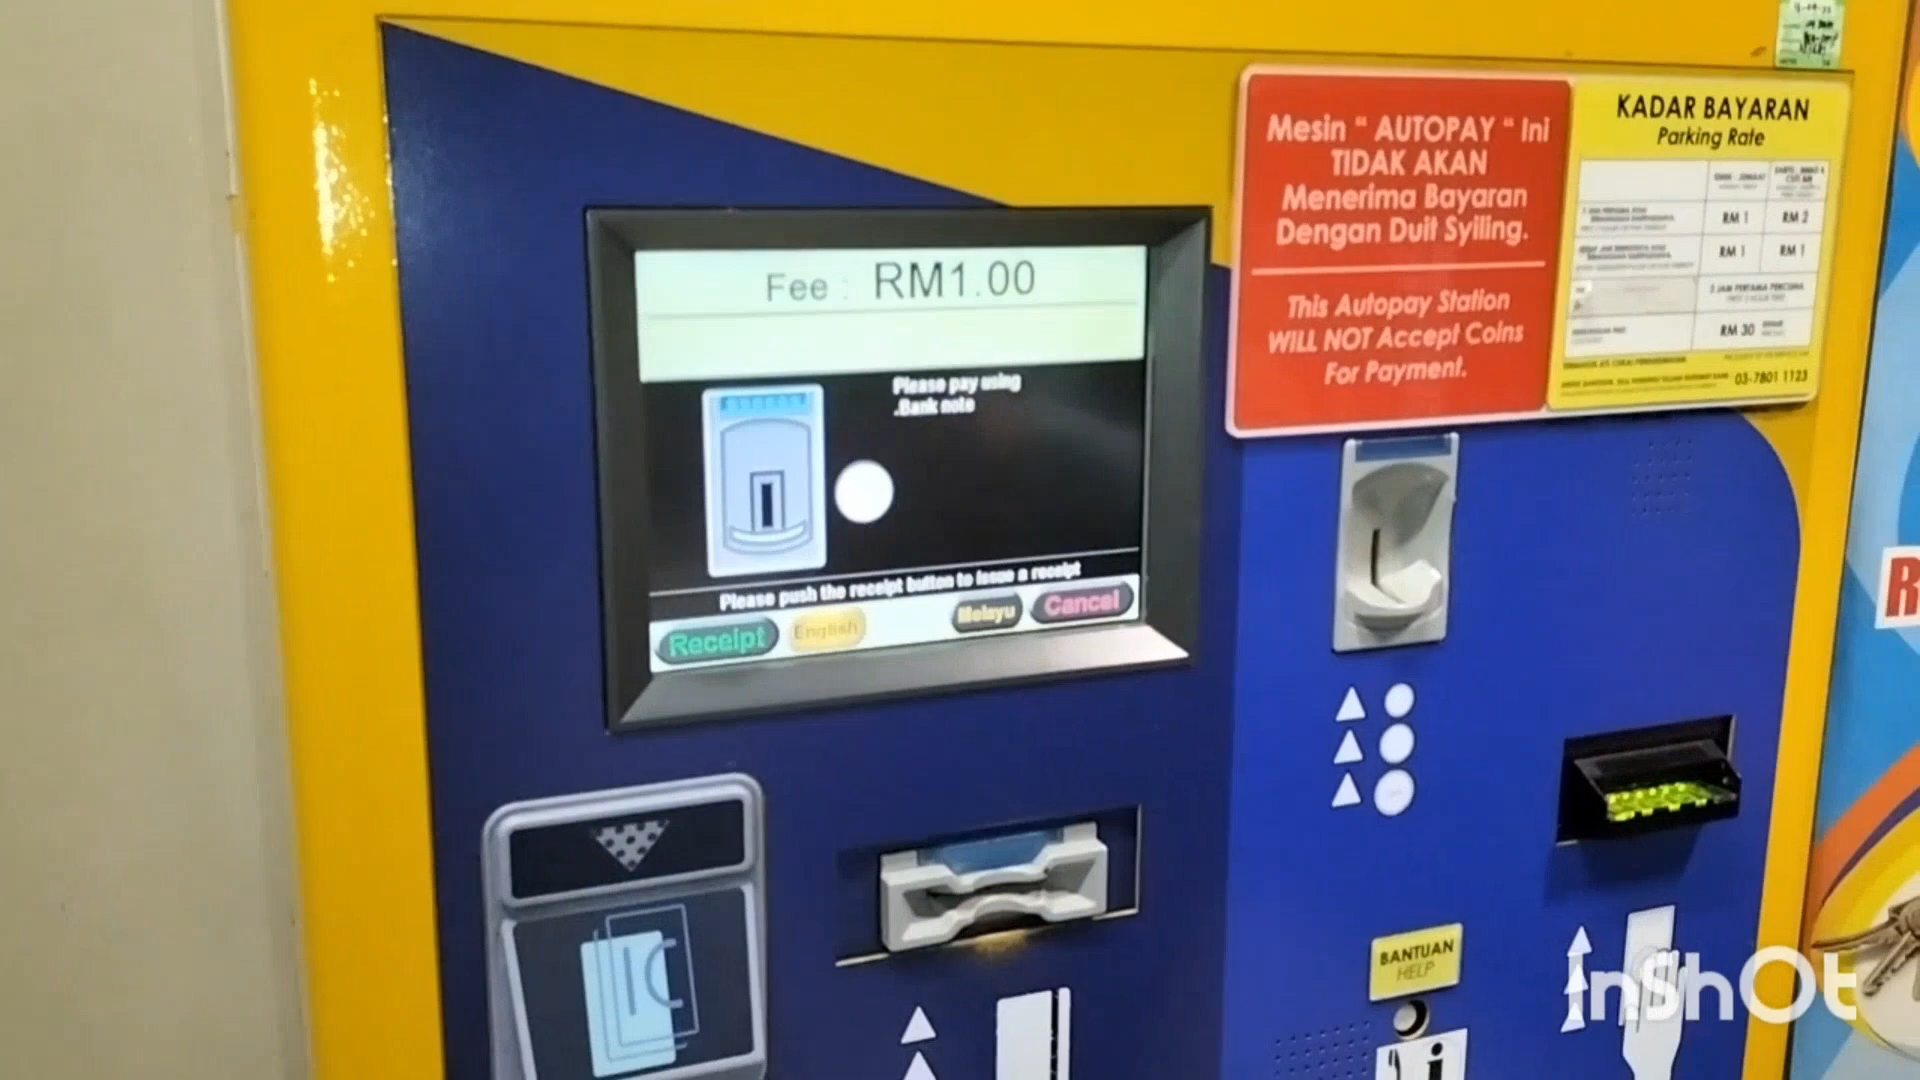 Mesin " AUTOPAY " Ini
TIDAK AKAN
Menerima Bayaran
Dengan Duit Syiling.
This Autopay Station
WILL NOT Accept Coins
For Payment.
KADAR BAYARAN
Parking Rate
RM 1
RM 2
RM 1
RM 1
RM 30
03-7801 1123
Fee : RM1.00
Please pay using
.Bank note
Please push the receipt button to issue a receipt
Receipt
English
Melayu
Cancel
IC
BANTUAN
HELP
i
R
InShOt